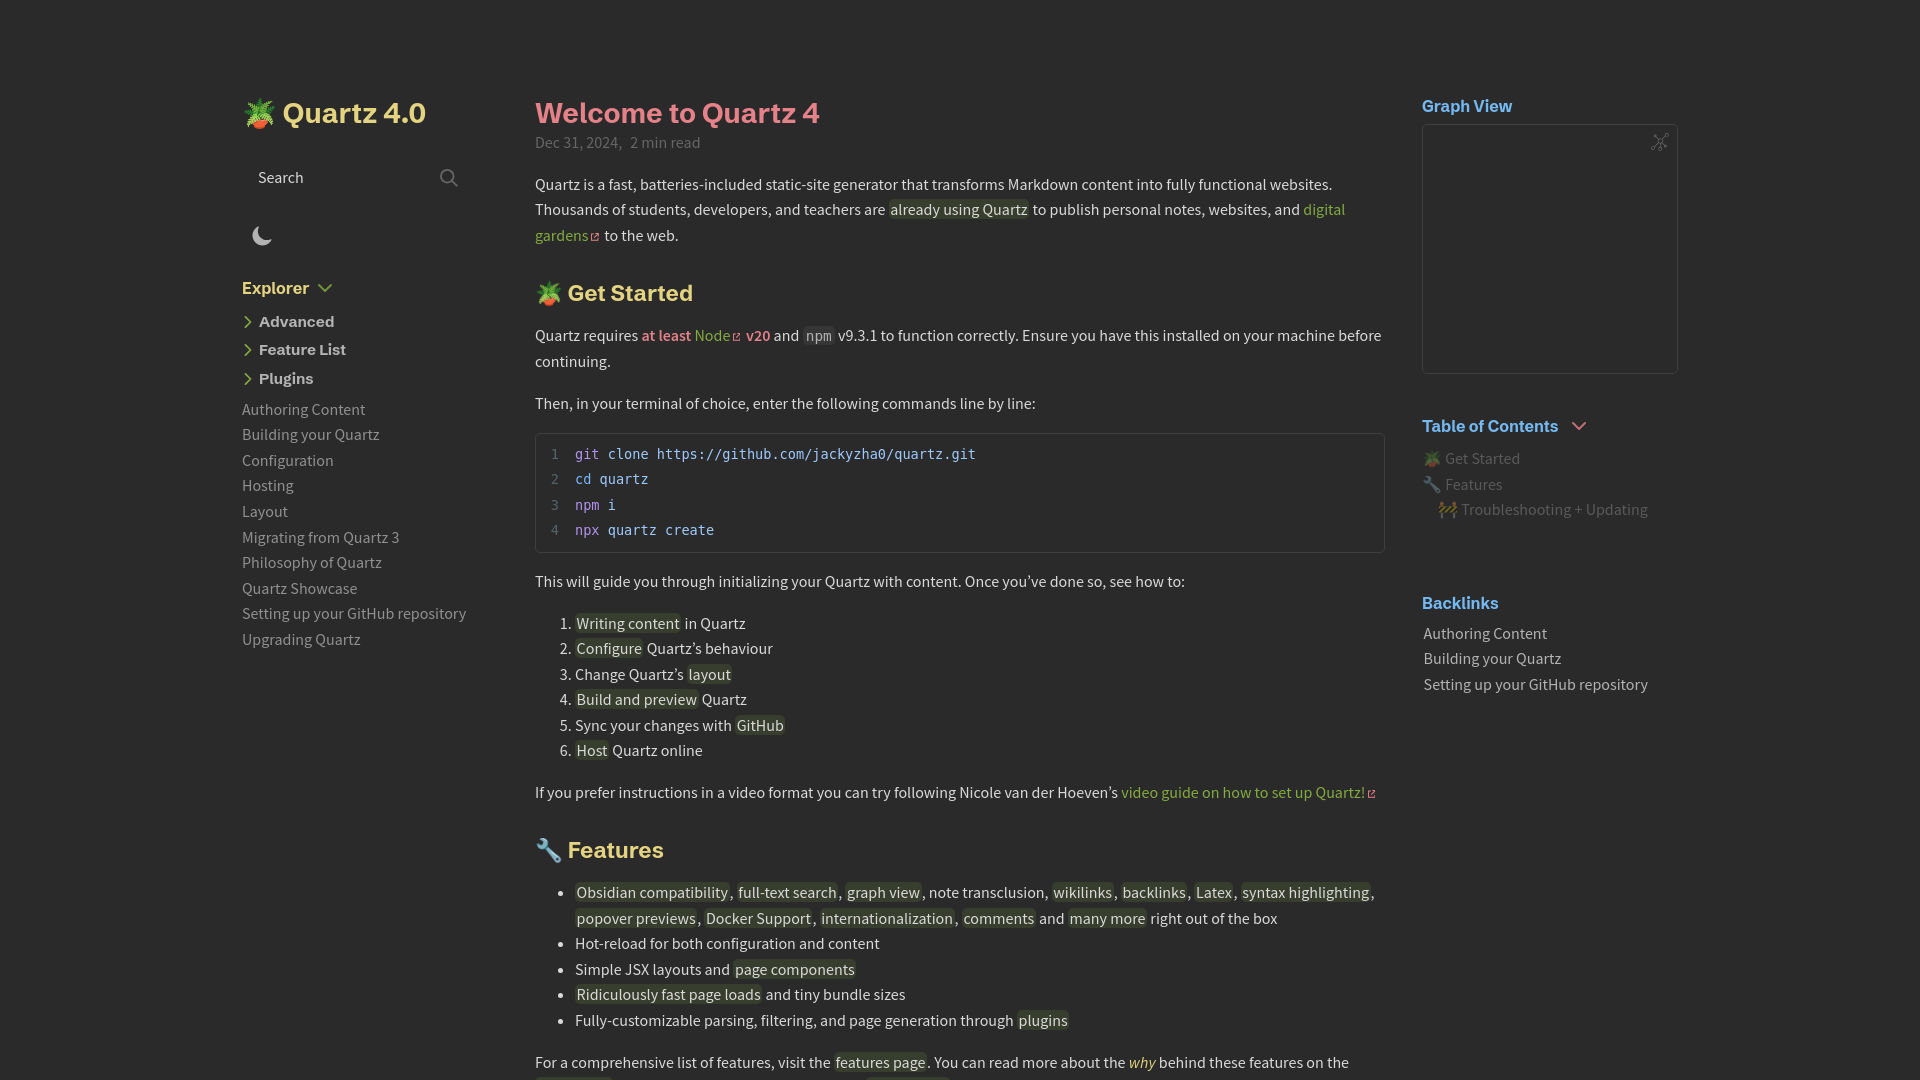 🪴 Quartz 4.0
Search
Explorer
Advanced
Feature List
Plugins
Authoring Content
Building your Quartz
Configuration
Hosting
Layout
Migrating from Quartz 3
Philosophy of Quartz
Quartz Showcase
Setting up your GitHub repository
Upgrading Quartz
Welcome to Quartz 4
Dec 31, 2024, 2 min read
Quartz is a fast, batteries-included static-site generator that transforms Markdown content into fully functional websites.
Thousands of students, developers, and teachers are already using Quartz to publish personal notes, websites, and digital
gardens to the web.
🪴 Get Started
Quartz requires at least Node v20 and npm v9.3.1 to function correctly. Ensure you have this installed on your machine before
continuing.
Then, in your terminal of choice, enter the following commands line by line:
1 git clone https://github.com/jackyzha0/quartz.git
2 cd quartz
3 npm i
4 npx quartz create
This will guide you through initializing your Quartz with content. Once you’ve done so, see how to:
1. Writing content in Quartz
2. Configure Quartz’s behaviour
3. Change Quartz’s layout
4. Build and preview Quartz
5. Sync your changes with GitHub
6. Host Quartz online
If you prefer instructions in a video format you can try following Nicole van der Hoeven’s video guide on how to set up Quartz!
🔧 Features
• Obsidian compatibility, full-text search, graph view, note transclusion, wikilinks, backlinks, Latex, syntax highlighting,
popover previews, Docker Support, internationalization, comments and many more right out of the box
• Hot-reload for both configuration and content
• Simple JSX layouts and page components
• Ridiculously fast page loads and tiny bundle sizes
• Fully-customizable parsing, filtering, and page generation through plugins
For a comprehensive list of features, visit the features page. You can read more about the why behind these features on the
Graph View
Table of Contents
🪴 Get Started
🔧 Features
🚧 Troubleshooting + Updating
Backlinks
Authoring Content
Building your Quartz
Setting up your GitHub repository